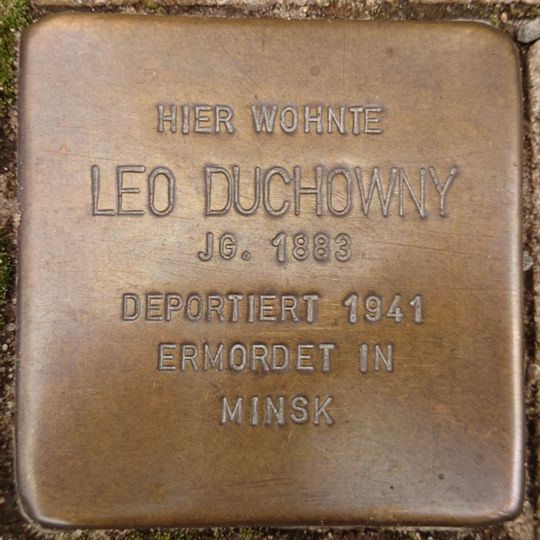 HIER WOHNTE
LEO DUCHOWNY
JG. 1883
DEPORTIERT 1941
ERMORDET IN
MINSK